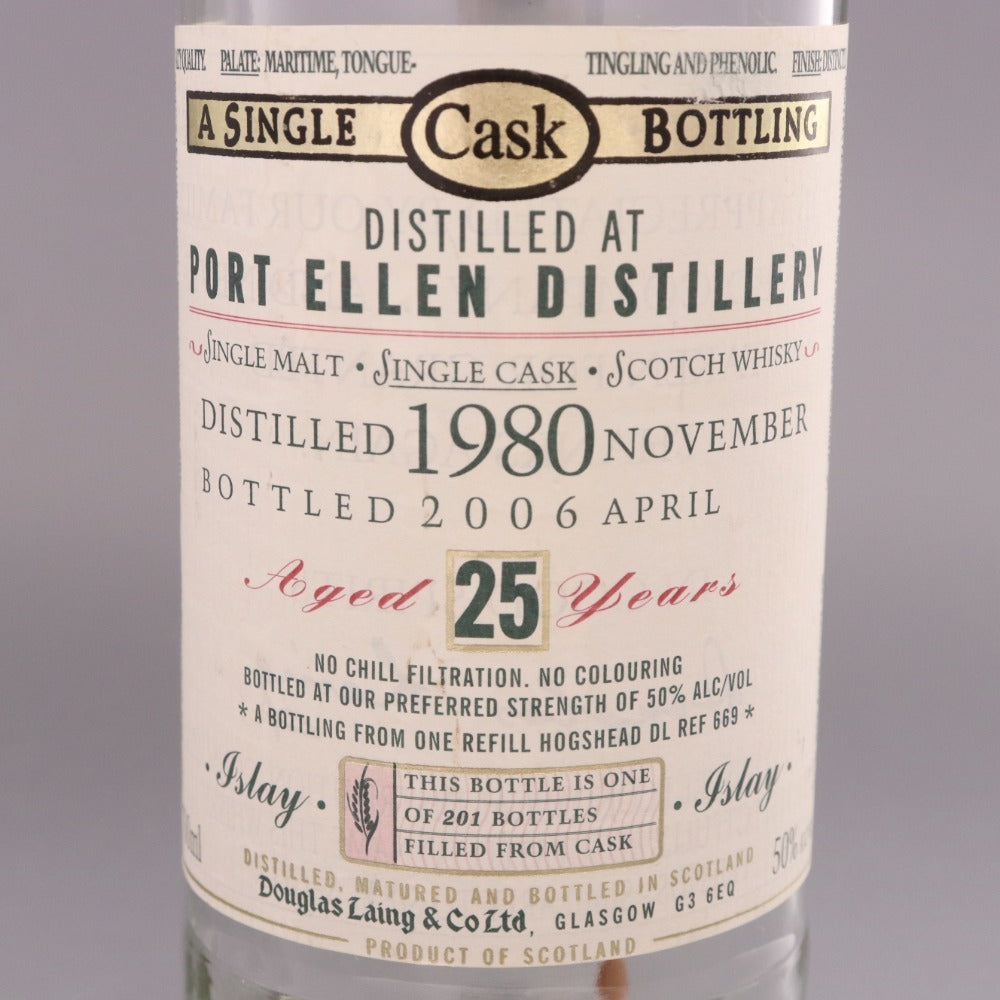 QUALITY. PALATE: MARITIME, TONGUE- TINGLING AND PHENOLIC. FINISH:
A SINGLE Cask BOTTLING
DISTILLED AT
PORT ELLEN DISTILLERY
SINGLE MALT • SINGLE CASK • SCOTCH WHISKY
DISTILLED 1980 NOVEMBER
BOTTLED 2006 APRIL
Aged 25 Years
NO CHILL FILTRATION. NO COLOURING
BOTTLED AT OUR PREFERRED STRENGTH OF 50% ALC/VOL
* A BOTTLING FROM ONE REFILL HOGSHEAD DL REF 669 *
• Islay •
THIS BOTTLE IS ONE
OF 201 BOTTLES
FILLED FROM CASK
• Islay •
50%
DISTILLED, MATURED AND BOTTLED IN SCOTLAND
Douglas Laing & Co Ltd, GLASGOW G3 6EQ
PRODUCT OF SCOTLAND